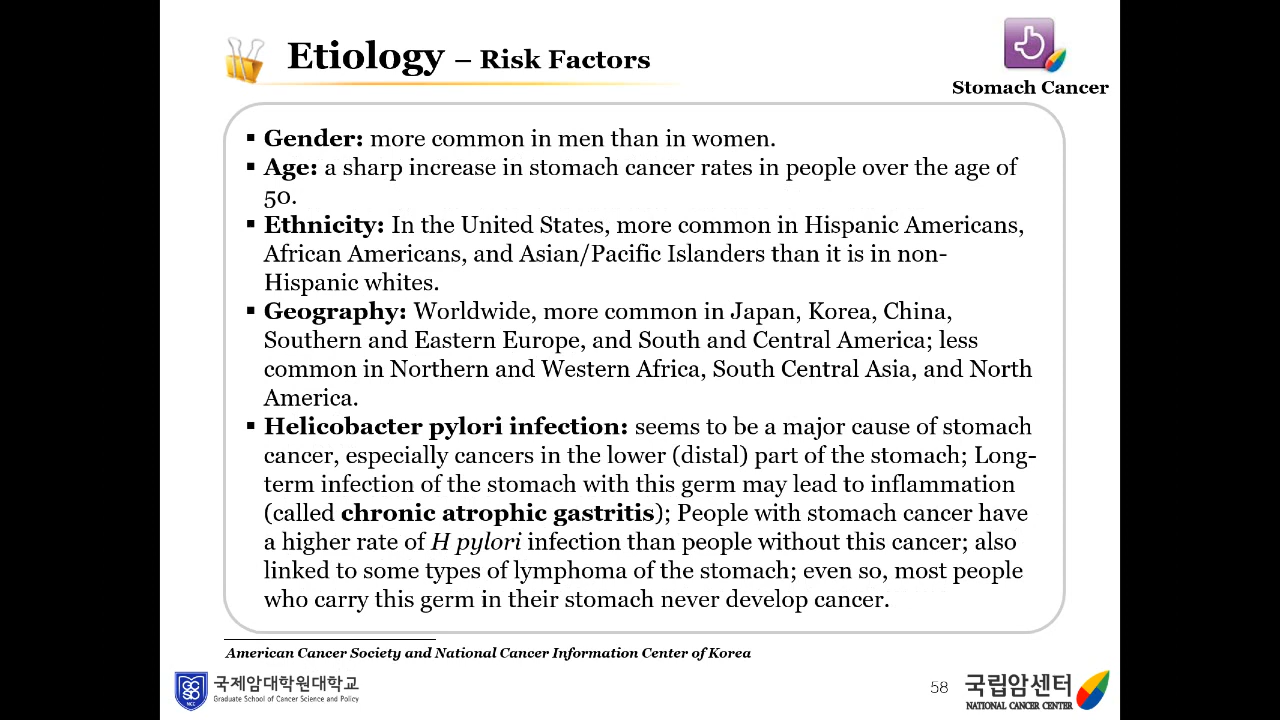 Etiology – Risk Factors
Stomach Cancer
▪ Gender: more common in men than in women.
▪ Age: a sharp increase in stomach cancer rates in people over the age of
50.
▪ Ethnicity: In the United States, more common in Hispanic Americans,
African Americans, and Asian/Pacific Islanders than it is in non-
Hispanic whites.
▪ Geography: Worldwide, more common in Japan, Korea, China,
Southern and Eastern Europe, and South and Central America; less
common in Northern and Western Africa, South Central Asia, and North
America.
▪ Helicobacter pylori infection: seems to be a major cause of stomach
cancer, especially cancers in the lower (distal) part of the stomach; Long-
term infection of the stomach with this germ may lead to inflammation
(called chronic atrophic gastritis); People with stomach cancer have
a higher rate of H pylori infection than people without this cancer; also
linked to some types of lymphoma of the stomach; even so, most people
who carry this germ in their stomach never develop cancer.
American Cancer Society and National Cancer Information Center of Korea
국제암대학원대학교
Graduate School of Cancer Science and Policy
58
국립암센터
NATIONAL CANCER CENTER